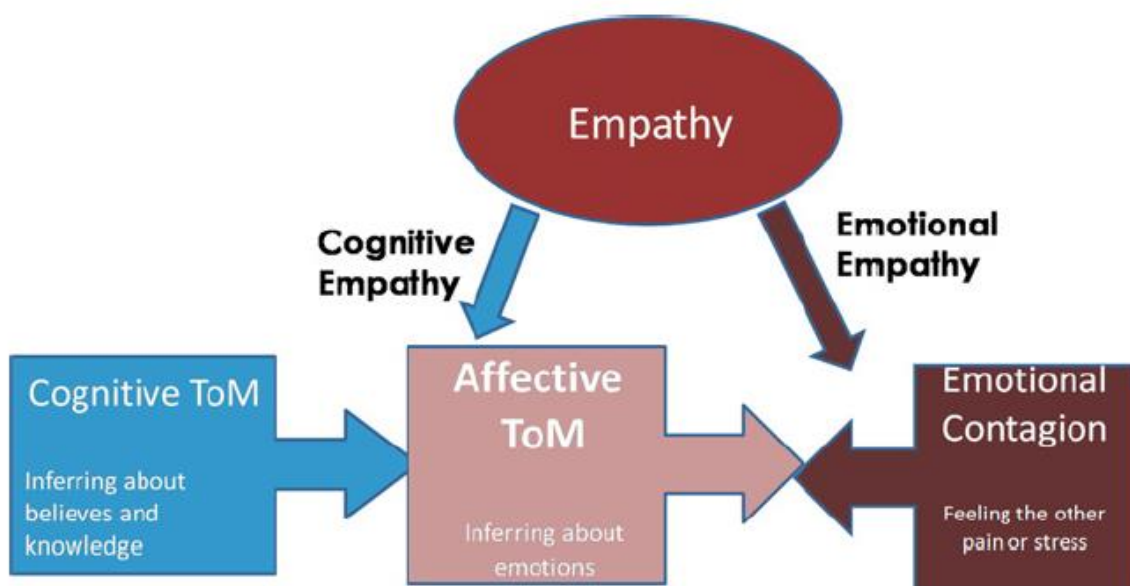 Empathy
Cognitive
Empathy
Emotional
Empathy
Cognitive ToM
Inferring about
believes and
knowledge
Affective
ToM
Inferring about
emotions
Emotional
Contagion
Feeling the other
pain or stress